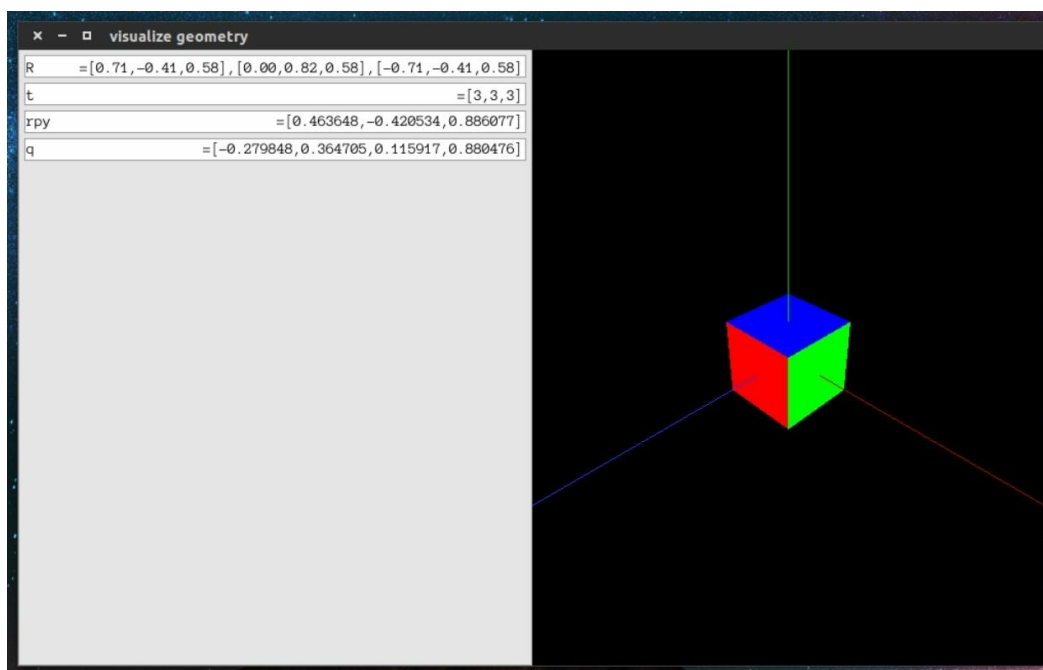 visualize geometry
R =[0.71,-0.41,0.58],[0.00,0.82,0.58],[-0.71,-0.41,0.58]
t =[3,3,3]
rpy =[0.463648,-0.420534,0.886077]
q =[-0.279848,0.364705,0.115917,0.880476]